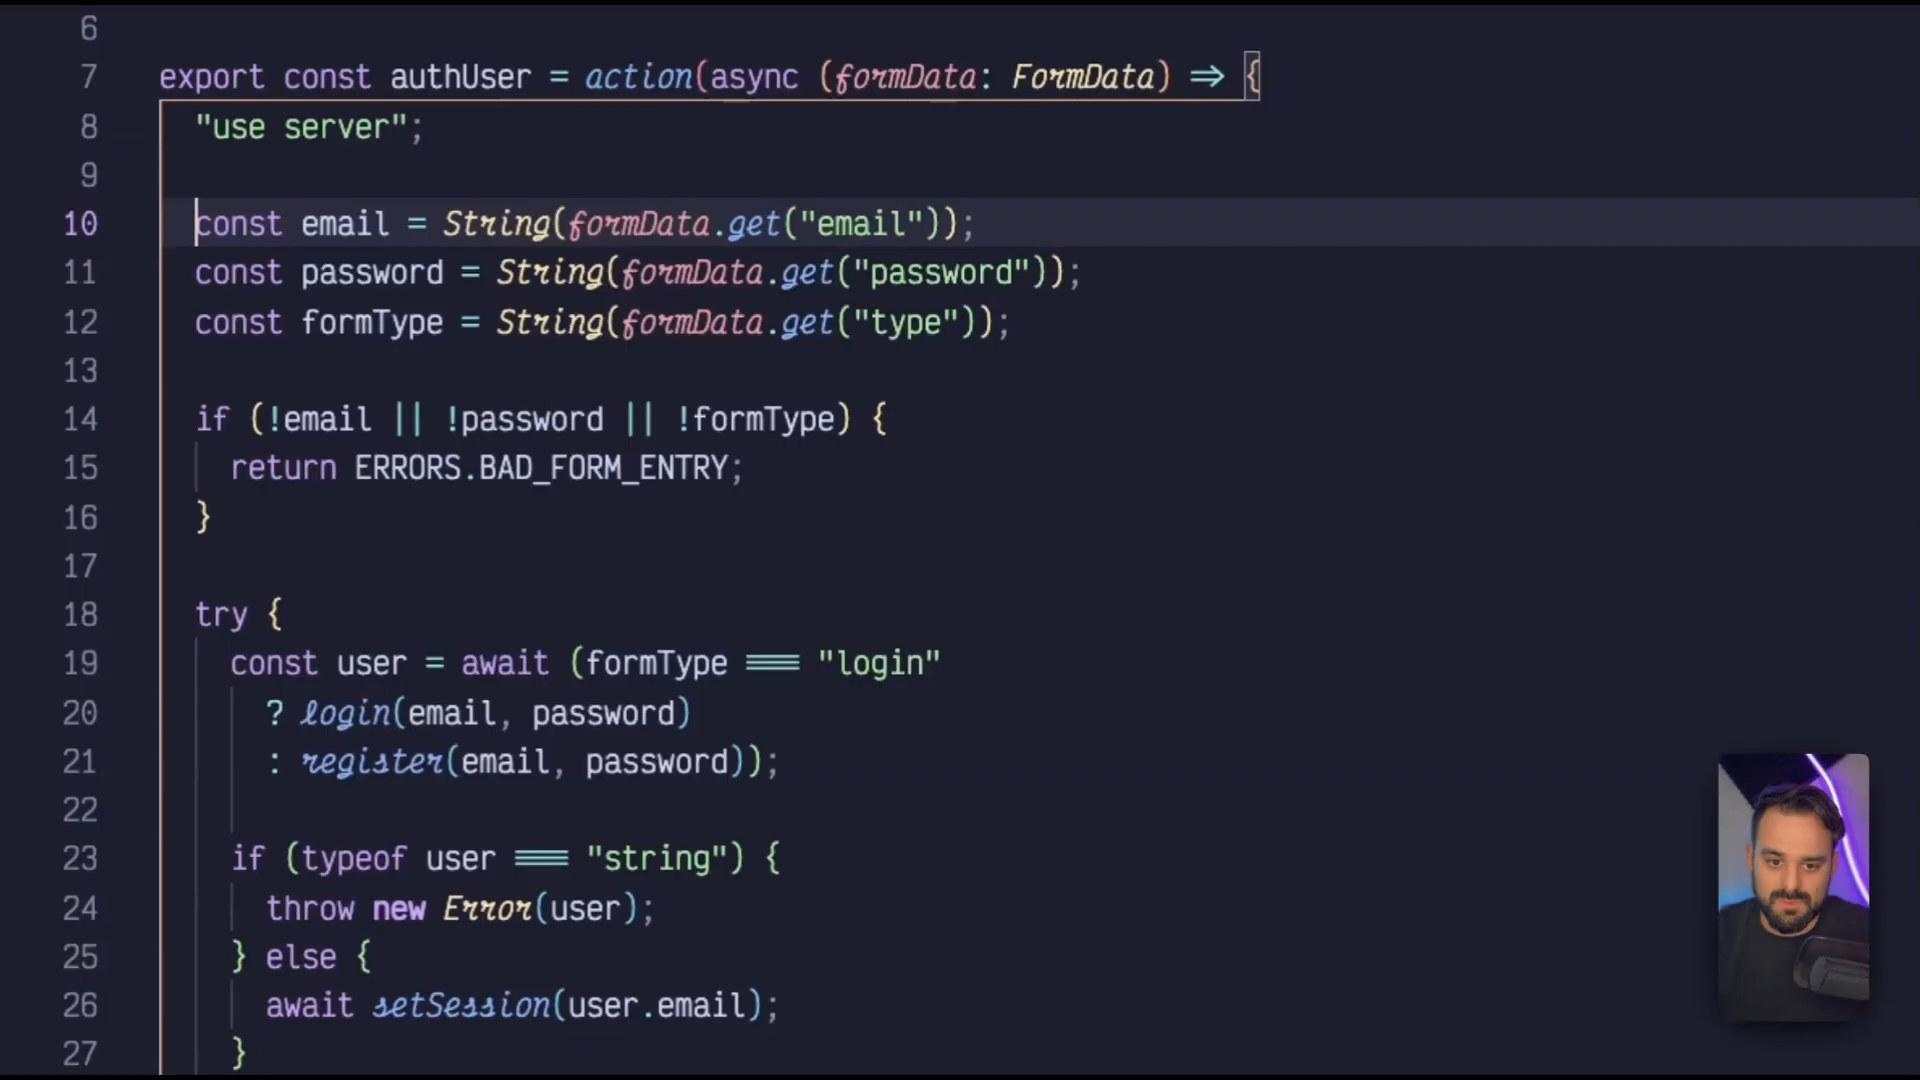 6
7 export const authUser = action(async (formData: FormData) => {
8 "use server";
9
10 const email = String(formData.get("email"));
11 const password = String(formData.get("password"));
12 const formType = String(formData.get("type"));
13
14 if (!email || !password || !formType) {
15 return ERRORS.BAD_FORM_ENTRY;
16 }
17
18 try {
19 const user = await (formType === "login"
20 ? login(email, password)
21 : register(email, password));
22
23 if (typeof user === "string") {
24 throw new Error(user);
25 } else {
26 await setSession(user.email);
27 }